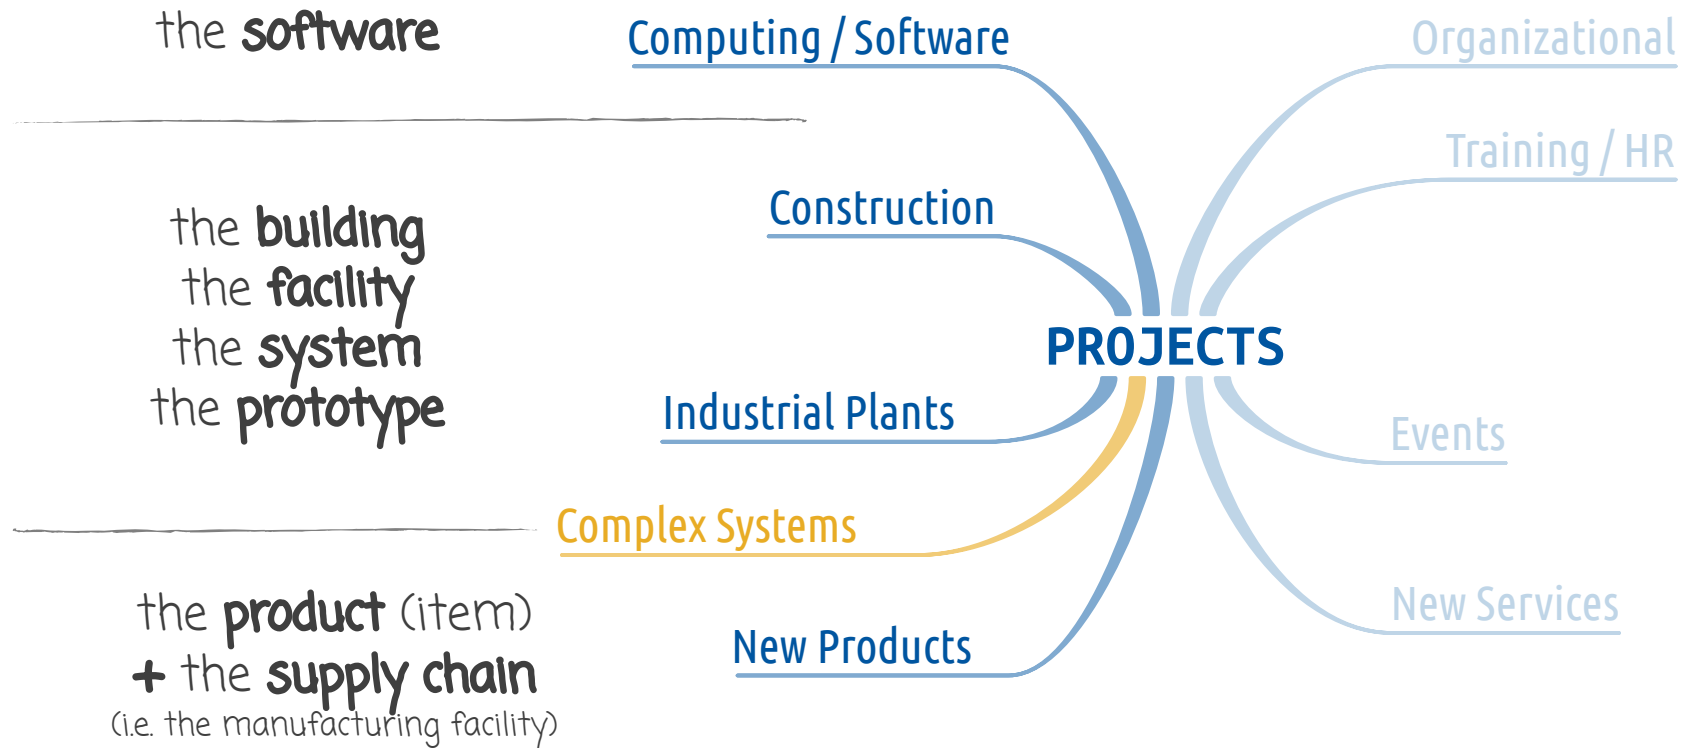 the software
Computing / Software
Organizational
Training / HR
the building
the facility
the system
the prototype
Construction
PROJECTS
Industrial Plants
Events
Complex Systems
New Services
New Products
the product (item)
+ the supply chain
(i.e. the manufacturing facility)